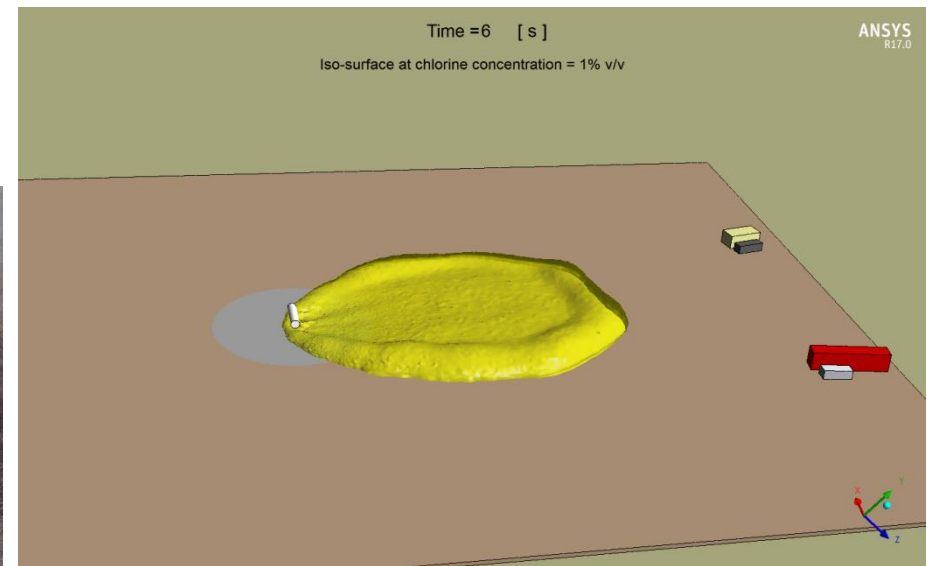 Time =6 [ s ]
ANSYS
R17.0
Iso-surface at chlorine concentration = 1% v/v
X
Y
Z